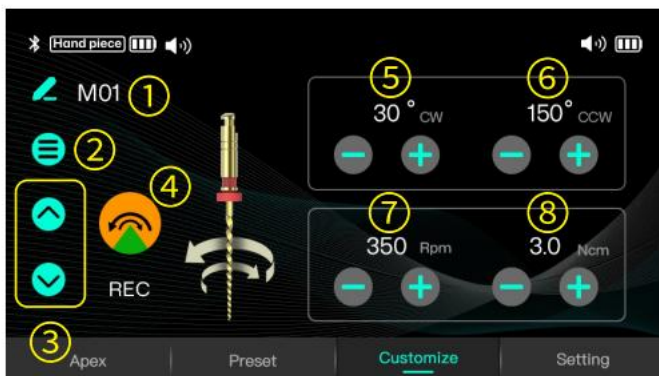 Hand piece
M01 ①
②
③
④
REC
⑤ ⑥
30° CW 150° CCW
⑦ ⑧
350 Rpm 3.0 Ncm
Apex Preset Customize Setting